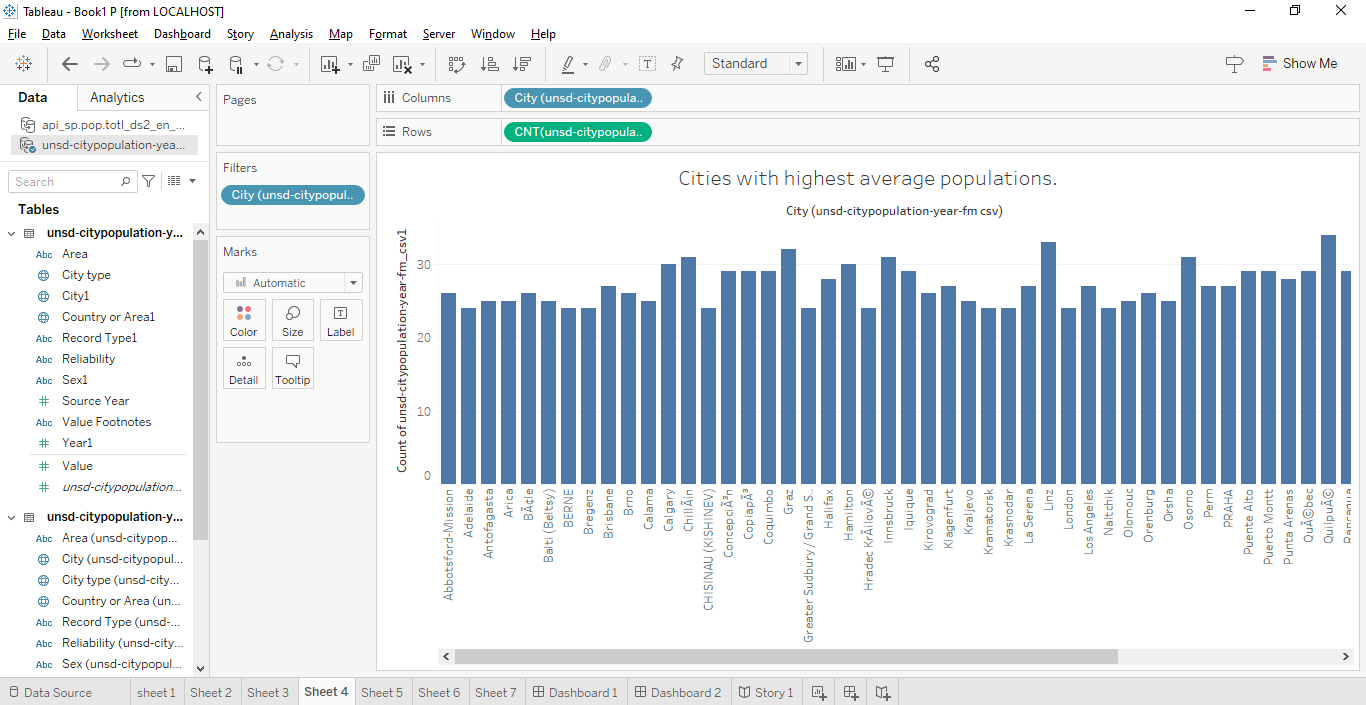 Tableau - Book1 P [from LOCALHOST]
File Data Worksheet Dashboard Story Analysis Map Format Server Window Help
Standard
Show Me
Data Analytics
api_sp.pop.totl_ds2_en_...
unsd-citypopulation-yea...
Search
Tables
unsd-citypopulation-y...
Abc Area
City type
City1
Country or Area1
Abc Record Type1
Abc Reliability
Abc Sex1
# Source Year
Abc Value Footnotes
# Year1
# Value
# unsd-citypopulation...
unsd-citypopulation-y...
Abc Area (unsd-citypop...
City (unsd-citypopul...
City type (unsd-city...
Country or Area (un...
Abc Record Type (unsd-...
Abc Reliability (unsd-city...
Abc Sex (unsd-citypopul...
Pages
Filters
City (unsd-citypopul..
Marks
Automatic
Color Size Label
Detail Tooltip
Columns City (unsd-citypopula..
Rows CNT(unsd-citypopula..
Cities with highest average populations.
City (unsd-citypopulation-year-fm csv)
Count of unsd-citypopulation-year-fm_csv1
30
20
10
0
Abbotsford-Mission
Adelaide
Antofagasta
Arica
BÃ¢le
Balti (Beltsy)
BERNE
Bregenz
Brisbane
Brno
Calama
Calgary
ChillÃ¡n
CHISINAU (KISHINEV)
ConcepciÃ³n
CopiapÃ³
Coquimbo
Graz
Greater Sudbury / Grand S..
Halifax
Hamilton
Hradec KrÃ¡lovÃ©
Innsbruck
Iquique
Kirovograd
Klagenfurt
Kraljevo
Kramatorsk
Krasnodar
La Serena
Linz
London
Los Angeles
Naltchik
Olomouc
Orenburg
Orsha
Osorno
Perm
PRAHA
Puente Alto
Puerto Montt
Punta Arenas
QuÃ©bec
QuilpuÃ©
Rancagua
Data Source sheet 1 Sheet 2 Sheet 3 Sheet 4 Sheet 5 Sheet 6 Sheet 7 Dashboard 1 Dashboard 2 Story 1